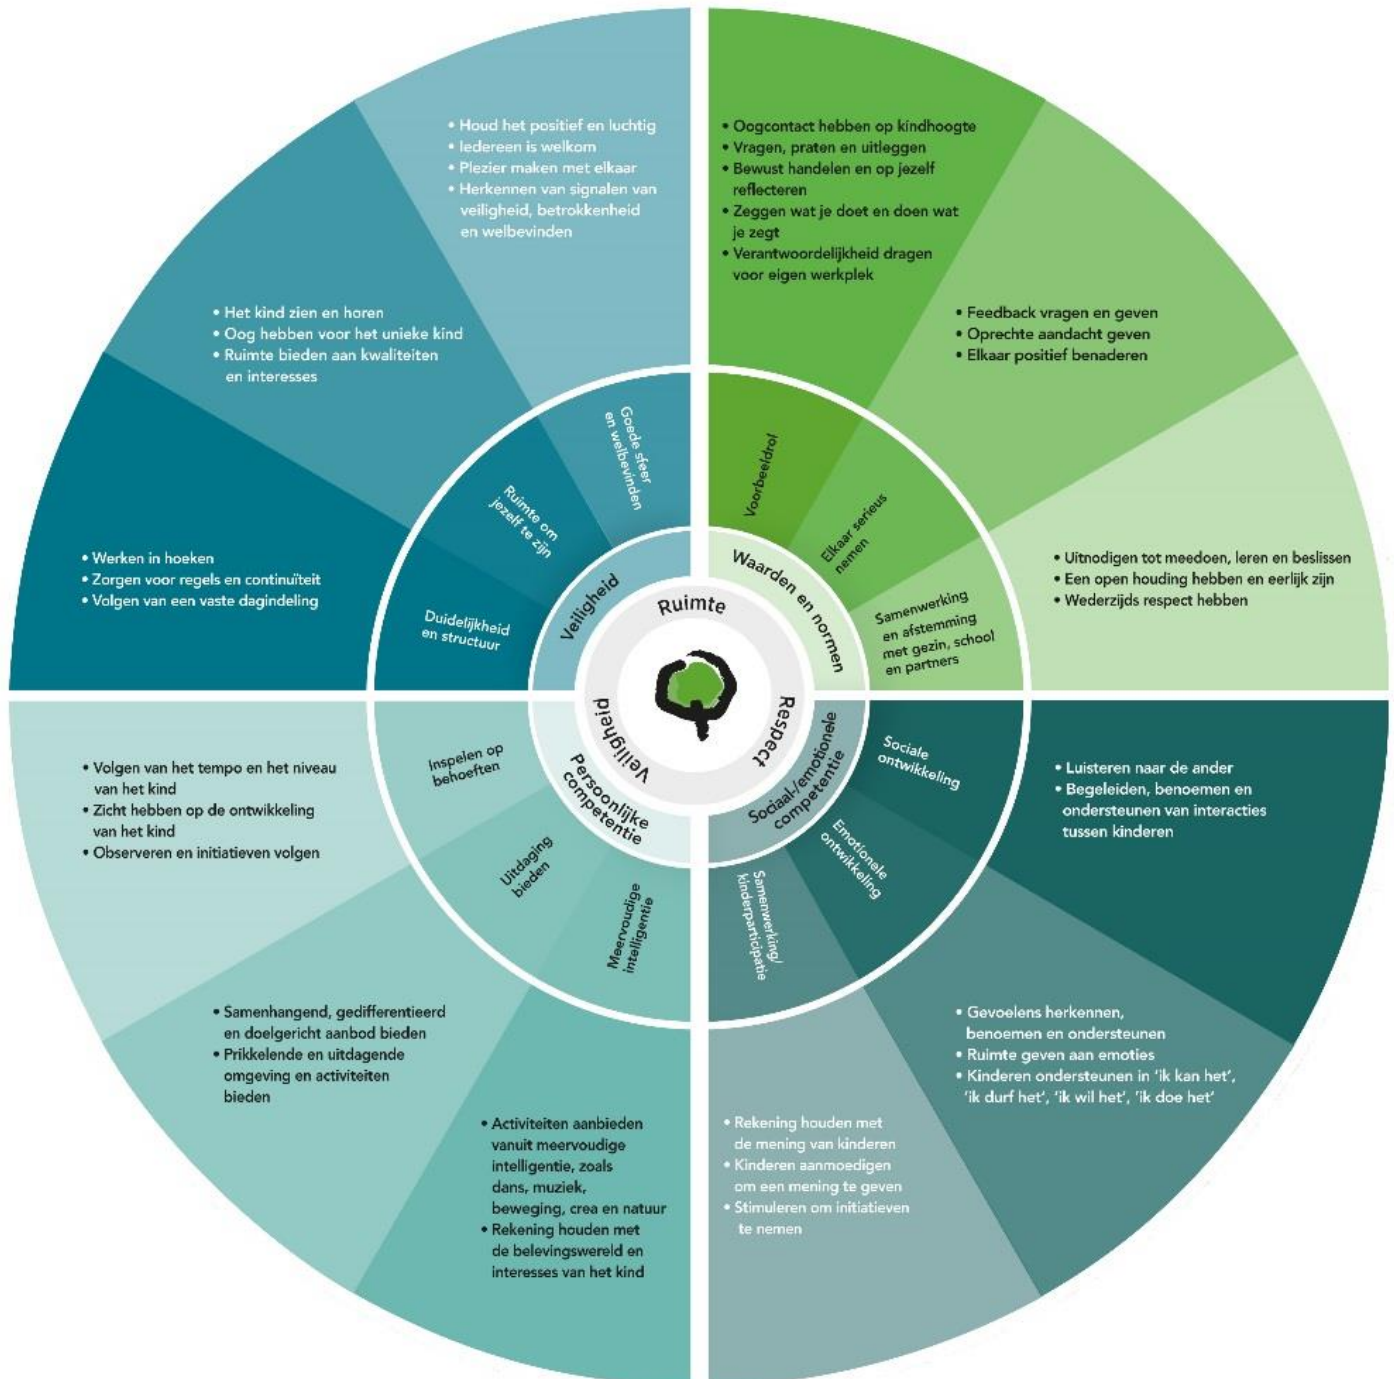 • Houd het positief en luchtig
• Iedereen is welkom
• Plezier maken met elkaar
• Herkennen van signalen van
veiligheid, betrokkenheid
en welbevinden
• Oogcontact hebben op kindhoogte
• Vragen, praten en uitleggen
• Bewust handelen en op jezelf
reflecteren
• Zeggen wat je doet en doen wat
je zegt
• Verantwoordelijkheid dragen
voor eigen werkplek
• Het kind zien en horen
• Oog hebben voor het unieke kind
• Ruimte bieden aan kwaliteiten
en interesses
• Feedback vragen en geven
• Oprechte aandacht geven
• Elkaar positief benaderen
• Werken in hoeken
• Zorgen voor regels en continuïteit
• Volgen van een vaste dagindeling
• Uitnodigen tot meedoen, leren en beslissen
• Een open houding hebben en eerlijk zijn
• Wederzijds respect hebben
Goede sfeer
en welbevinden
Ruimte om
jezelf te zijn
Duidelijkheid
en structuur
Veiligheid
Voorbeeldrol
Elkaar serieus
nemen
Samenwerking
en afstemming
met gezin, school
en partners
Waarden en normen
Ruimte
Respect
Veiligheid
Persoonlijke
competentie
Inspelen op
behoeften
Uitdaging
bieden
Meervoudige
intelligentie
Sociaal-/emotionele
competentie
Sociale
ontwikkeling
Emotionele
ontwikkeling
Samenwerking/
kinderparticipatie
• Volgen van het tempo en het niveau
van het kind
• Zicht hebben op de ontwikkeling
van het kind
• Observeren en initiatieven volgen
• Luisteren naar de ander
• Begeleiden, benoemen en
ondersteunen van interacties
tussen kinderen
• Samenhangend, gedifferentieerd
en doelgericht aanbod bieden
• Prikkelende en uitdagende
omgeving en activiteiten
bieden
• Gevoelens herkennen,
benoemen en ondersteunen
• Ruimte geven aan emoties
• Kinderen ondersteunen in 'ik kan het',
'ik durf het', 'ik wil het', 'ik doe het'
• Activiteiten aanbieden
vanuit meervoudige
intelligentie, zoals
dans, muziek,
beweging, crea en natuur
• Rekening houden met
de belevingswereld en
interesses van het kind
• Rekening houden met
de mening van kinderen
• Kinderen aanmoedigen
om een mening te geven
• Stimuleren om initiatieven
te nemen